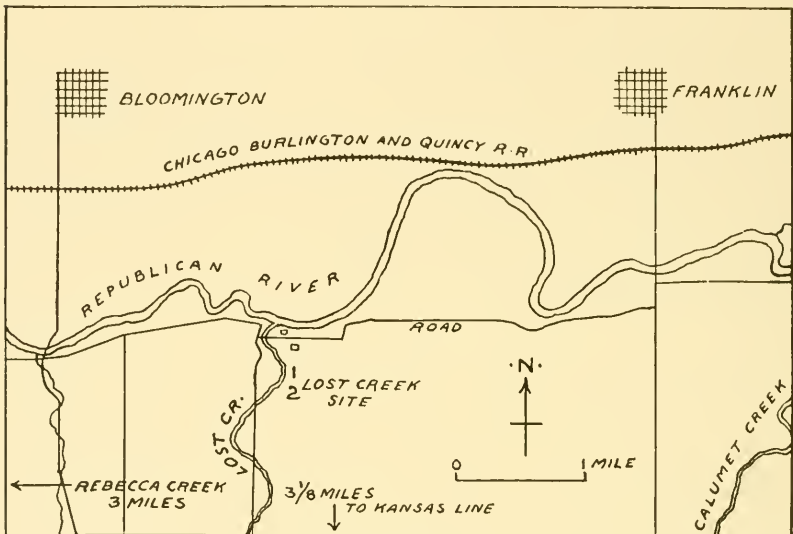 BLOOMINGTON
FRANKLIN
CHICAGO BURLINGTON AND QUINCY R.R.
REPUBLICAN RIVER
ROAD
·N·
1
2
LOST CREEK
SITE
LOST CR.
0 1 MILE
CALUMET CREEK
REBECCA CREEK
3 MILES
3 1/8 MILES
TO KANSAS LINE